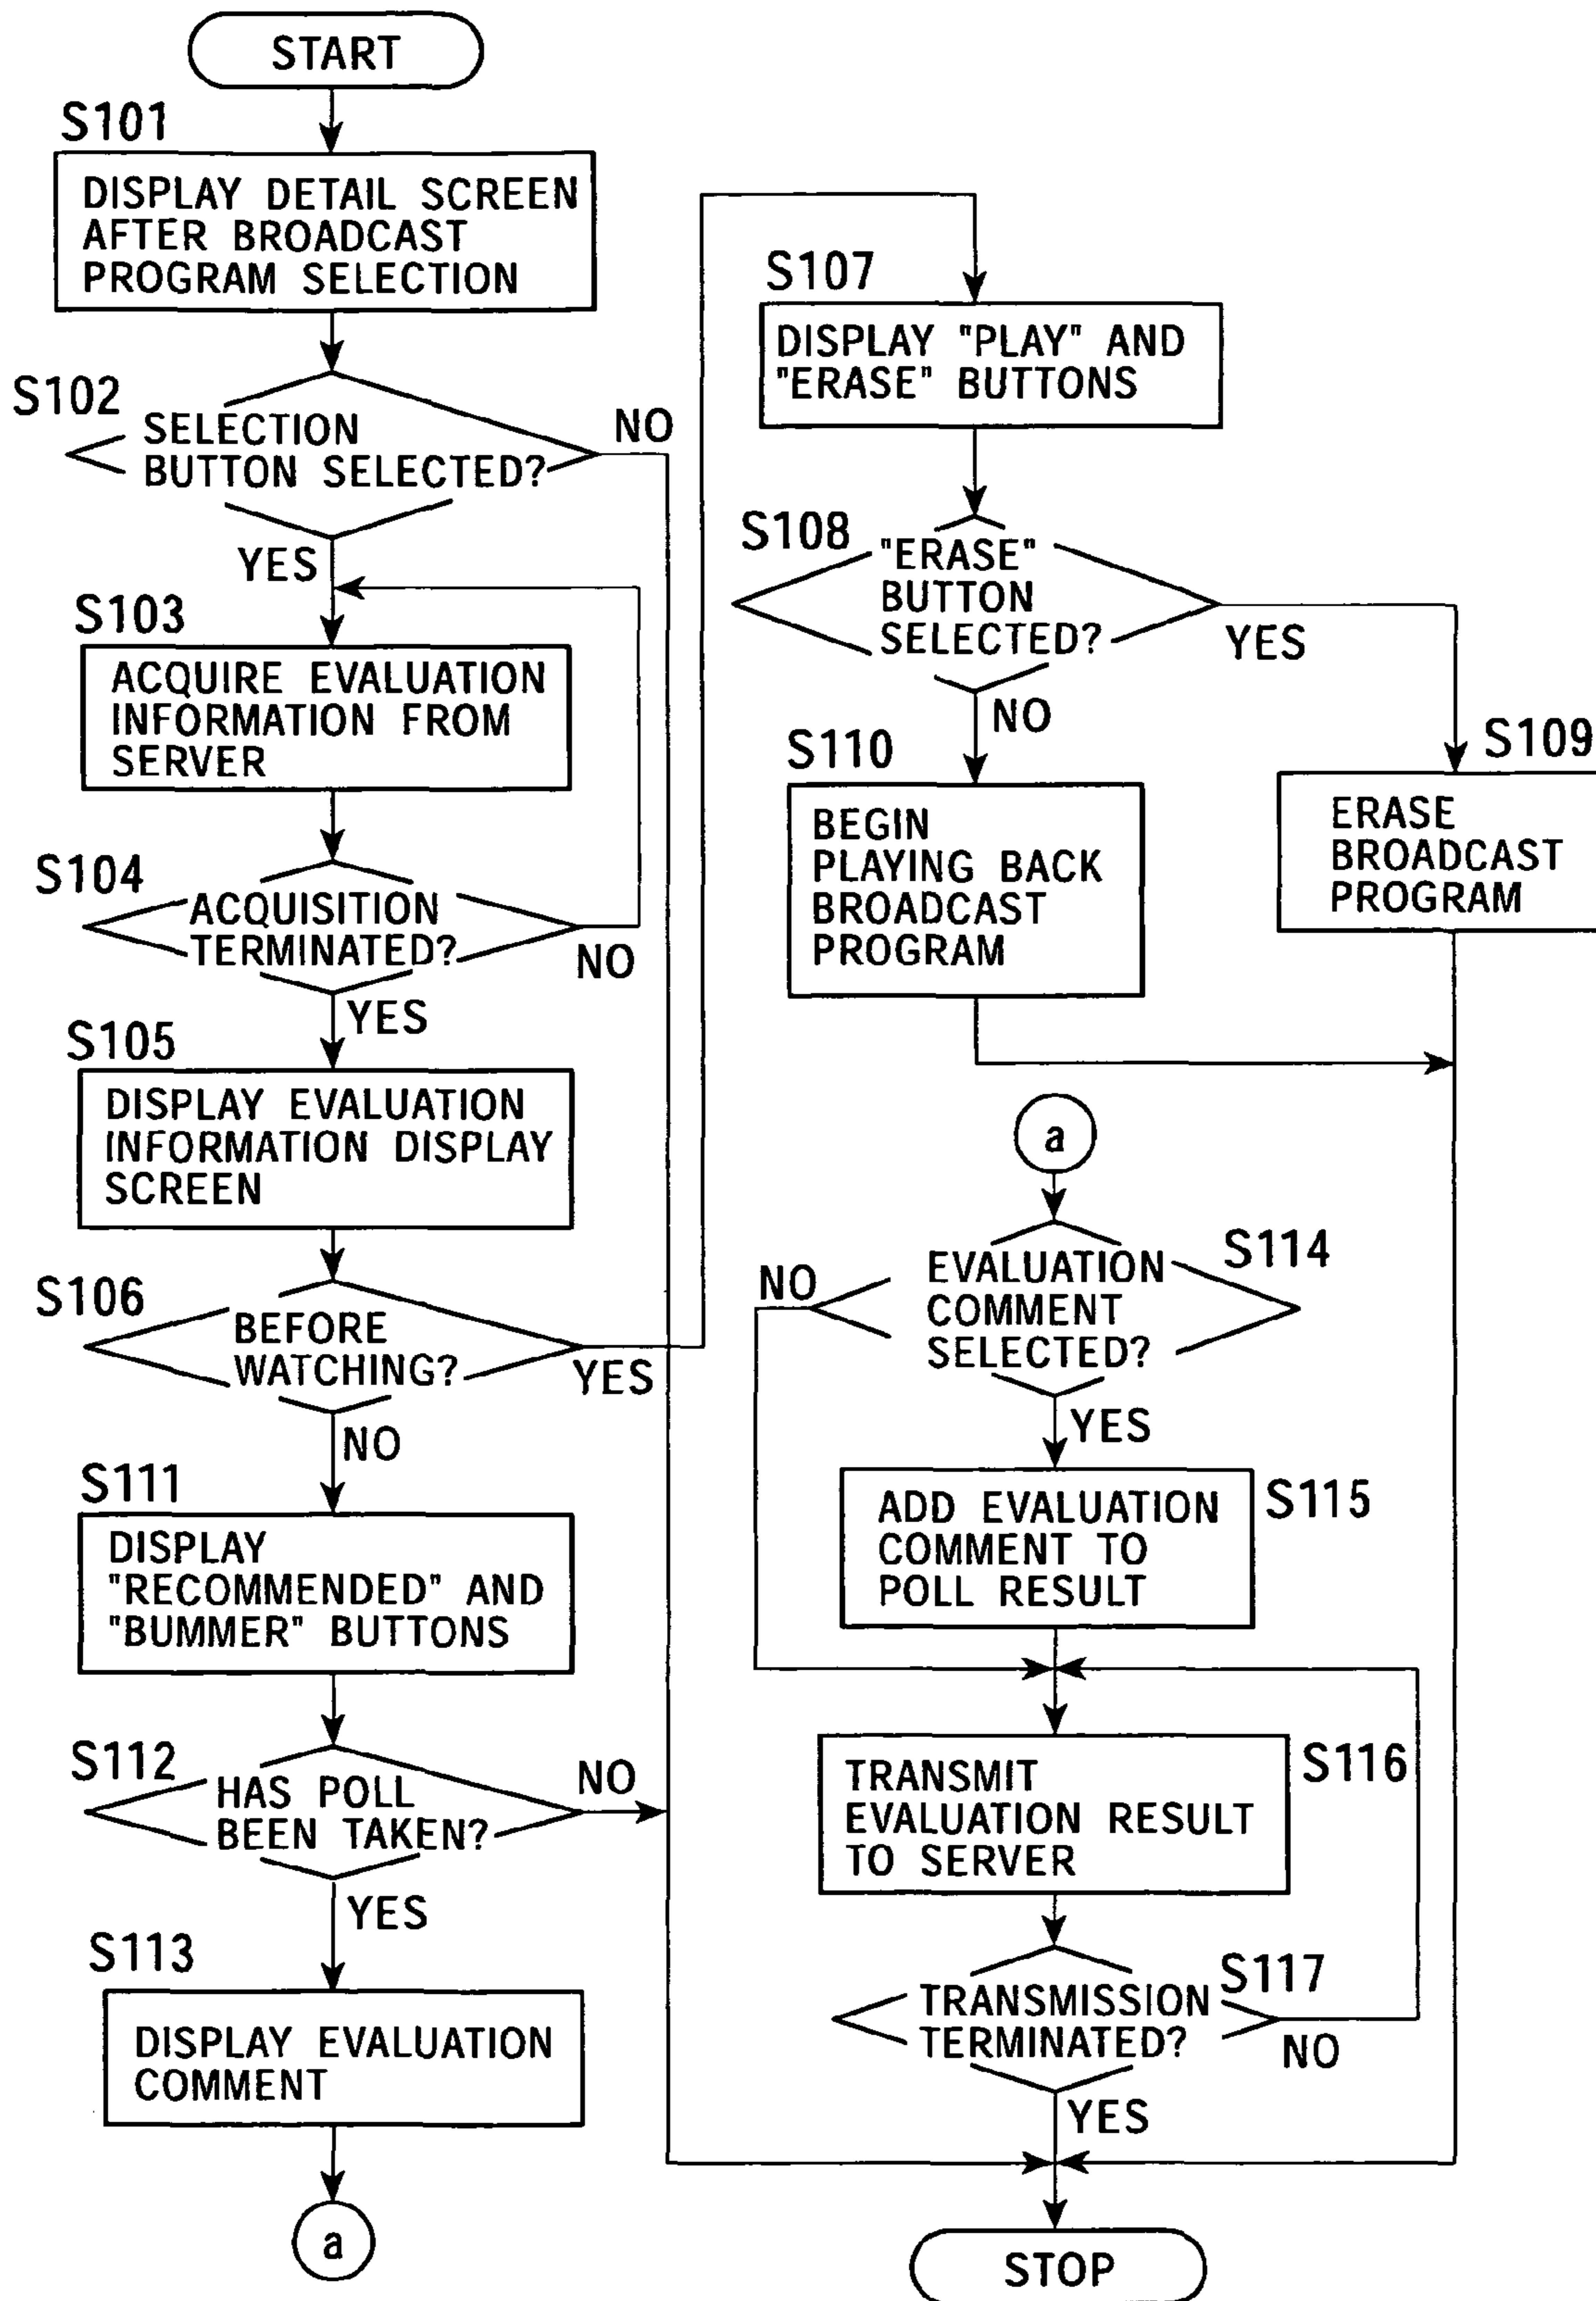 START
S101
DISPLAY DETAIL SCREEN
AFTER BROADCAST
PROGRAM SELECTION
S102
SELECTION
BUTTON SELECTED?
NO
YES
S103
ACQUIRE EVALUATION
INFORMATION FROM
SERVER
S104
ACQUISITION
TERMINATED?
NO
YES
S105
DISPLAY EVALUATION
INFORMATION DISPLAY
SCREEN
S106
BEFORE
WATCHING?
YES
NO
S111
DISPLAY
"RECOMMENDED" AND
"BUMMER" BUTTONS
S112
HAS POLL
BEEN TAKEN?
NO
YES
S113
DISPLAY EVALUATION
COMMENT
a
S107
DISPLAY "PLAY" AND
"ERASE" BUTTONS
S108
"ERASE"
BUTTON
SELECTED?
YES
NO
S110
BEGIN
PLAYING BACK
BROADCAST
PROGRAM
S109
ERASE
BROADCAST
PROGRAM
a
S114
EVALUATION
COMMENT
SELECTED?
NO
YES
S115
ADD EVALUATION
COMMENT TO
POLL RESULT
S116
TRANSMIT
EVALUATION RESULT
TO SERVER
S117
TRANSMISSION
TERMINATED?
NO
YES
STOP